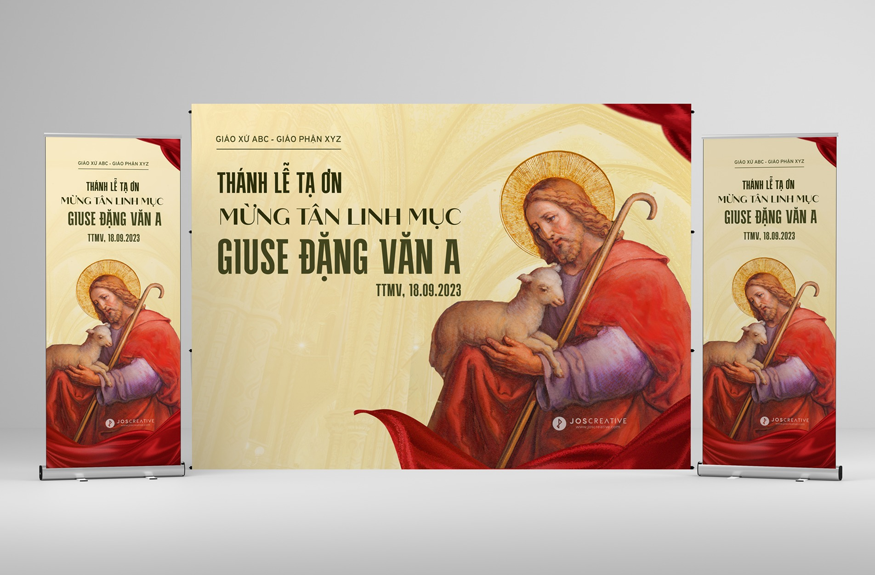 GIÁO XỨ ABC - GIÁO PHẬN XYZ
THÁNH LỄ TẠ ƠN
MỪNG TÂN LINH MỤC
GIUSE ĐẶNG VĂN A
TTMV, 18.09.2023
JOSCREATIVE
GIÁO XỨ ABC - GIÁO PHẬN XYZ
THÁNH LỄ TẠ ƠN
MỪNG TÂN LINH MỤC
GIUSE ĐẶNG VĂN A
TTMV, 18.09.2023
JOSCREATIVE
GIÁO XỨ ABC - GIÁO PHẬN XYZ
THÁNH LỄ TẠ ƠN
MỪNG TÂN LINH MỤC
GIUSE ĐẶNG VĂN A
TTMV, 18.09.2023
JOSCREATIVE